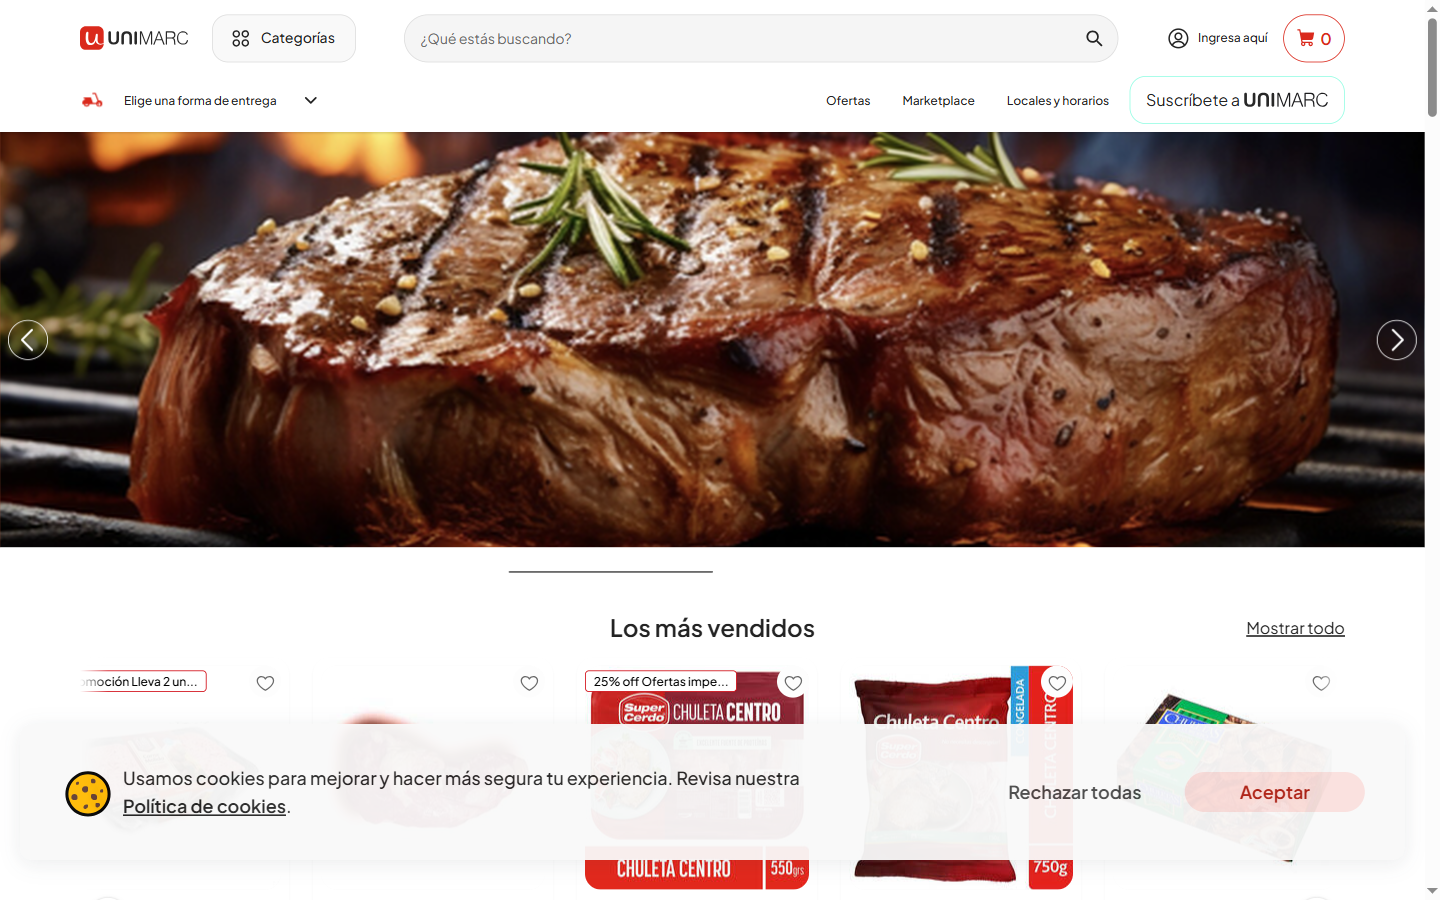 UNIMARC
Categorías
¿Qué estás buscando?
Ingresa aquí
0
Elige una forma de entrega
Ofertas
Marketplace
Locales y horarios
Suscríbete a UNIMARC
Los más vendidos
Mostrar todo
moción Lleva 2 un...
25% off Ofertas impe...
Super Cerdo
CHULETA CENTRO
Chuleta Centro
CHULETA CENTRO
CHULETA CENTRO
550grs
750g
Usamos cookies para mejorar y hacer más segura tu experiencia. Revisa nuestra
Política de cookies.
Rechazar todas
Aceptar